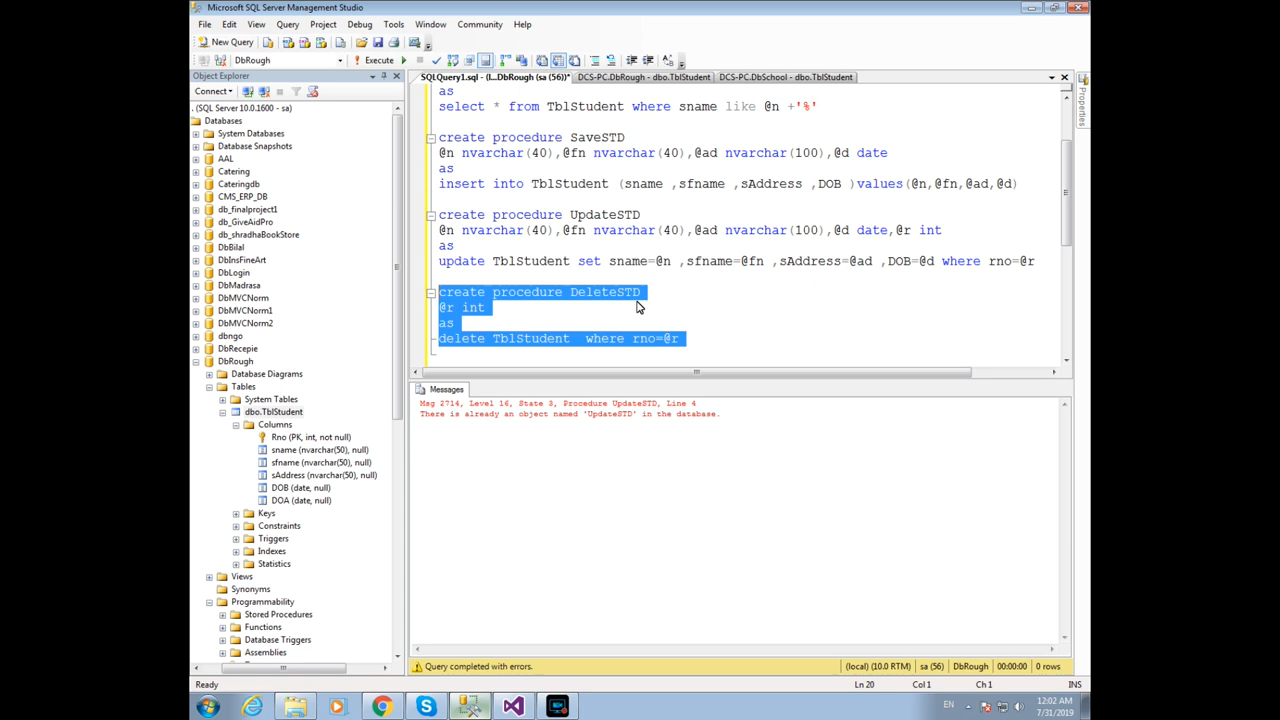 Microsoft SQL Server Management Studio
File Edit View Query Project Debug Tools Window Community Help
New Query
DbRough Execute
Object Explorer
Connect
. (SQL Server 10.0.1600 - sa)
Databases
System Databases
Database Snapshots
AAL
Catering
Cateringdb
CMS_ERP_DB
db_finalproject1
db_GiveAidPro
db_shradhaBookStore
DbBilal
DbInsFineArt
DbLogin
DbMadrasa
DbMVCNorm
DbMVCNorm1
DbMVCNorm2
dbngo
DbRecepie
DbRough
Database Diagrams
Tables
System Tables
dbo.TblStudent
Columns
Rno (PK, int, not null)
sname (nvarchar(50), null)
sfname (nvarchar(50), null)
sAddress (nvarchar(50), null)
DOB (date, null)
DOA (date, null)
Keys
Constraints
Triggers
Indexes
Statistics
Views
Synonyms
Programmability
Stored Procedures
Functions
Database Triggers
Assemblies
SQLQuery1.sql - (l...DbRough (sa (56))* DCS-PC.DbRough - dbo.TblStudent DCS-PC.DbSchool - dbo.TblStudent
as
select * from TblStudent where sname like @n +'%'
create procedure SaveSTD
@n nvarchar(40),@fn nvarchar(40),@ad nvarchar(100),@d date
as
insert into TblStudent (sname ,sfname ,sAddress ,DOB )values(@n,@fn,@ad,@d)
create procedure UpdateSTD
@n nvarchar(40),@fn nvarchar(40),@ad nvarchar(100),@d date,@r int
as
update TblStudent set sname=@n ,sfname=@fn ,sAddress=@ad ,DOB=@d where rno=@r
create procedure DeleteSTD
@r int
as
delete TblStudent  where rno=@r
Messages
Msg 2714, Level 16, State 3, Procedure UpdateSTD, Line 4
There is already an object named 'UpdateSTD' in the database.
Query completed with errors. (local) (10.0 RTM) sa (56) DbRough 00:00:00 0 rows
Properties
Ready Ln 20 Col 1 Ch 1 INS
EN 12:02 AM
7/31/2019